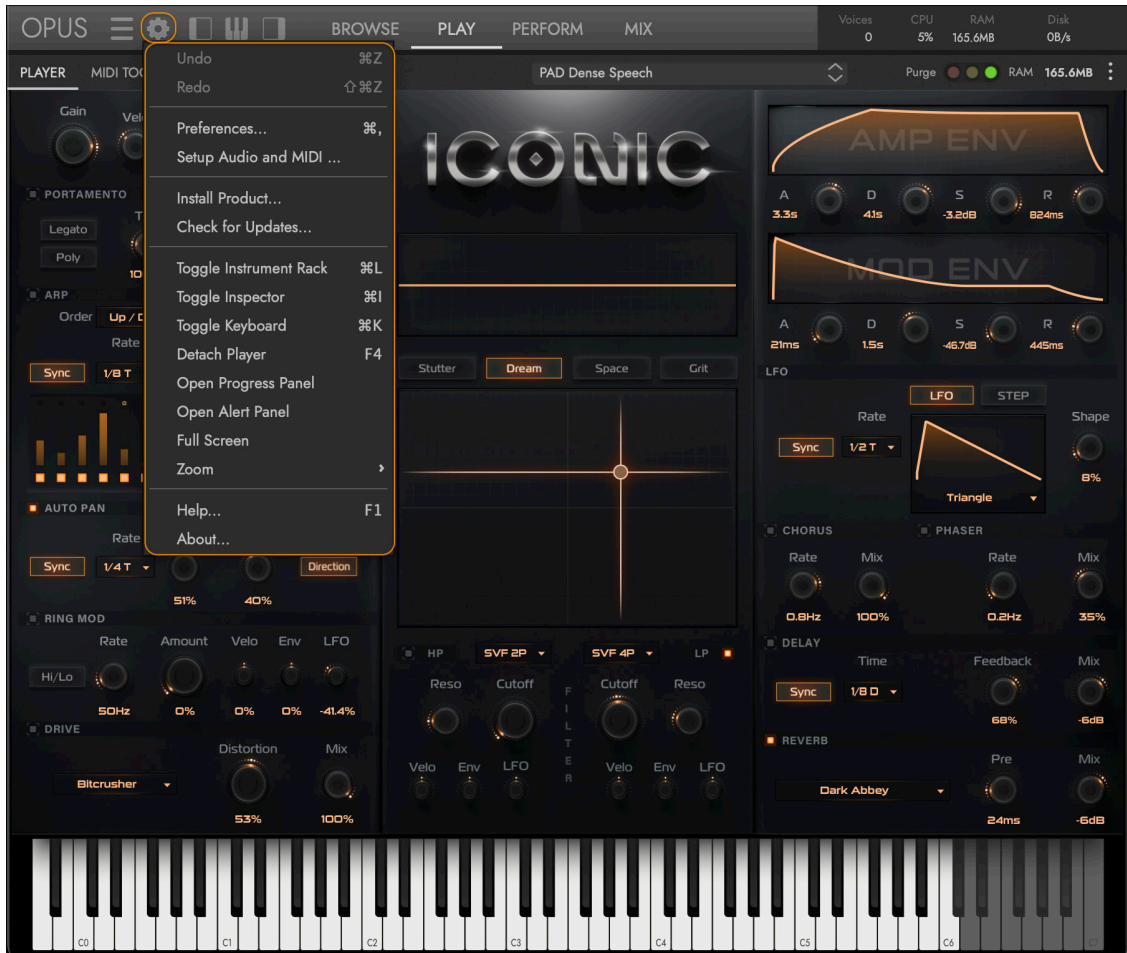 OPUS
BROWSE PLAY PERFORM MIX
Voices CPU RAM Disk
0 5% 165.6MB 0B/s
PLAYER MIDI TOO
PAD Dense Speech
Purge RAM 165.6MB
Undo ⌘Z
Redo ⇧⌘Z
Preferences... ⌘,
Setup Audio and MIDI ...
Install Product...
Check for Updates...
Toggle Instrument Rack ⌘L
Toggle Inspector ⌘I
Toggle Keyboard ⌘K
Detach Player F4
Open Progress Panel
Open Alert Panel
Full Screen
Zoom
Help... F1
About...
Gain Vel
PORTAMENTO
Legato T
Poly
10
ARP
Order Up / D
Rate
Sync 1/8 T
AUTO PAN
Rate
Sync 1/4 T Direction
51% 40%
RING MOD
Rate Amount Velo Env LFO
Hi/Lo
50Hz 0% 0% 0% -41.4%
DRIVE
Distortion Mix
Bitcrusher
53% 100%
ICONIC
Stutter Dream Space Grit
HP SVF 2P SVF 4P LP
Reso Cutoff Cutoff Reso
FILTER
Velo Env LFO Velo Env LFO
AMP ENV
A D S R
3.3s 4.1s -3.2dB 824ms
MOD ENV
A D S R
21ms 1.5s -46.7dB 445ms
LFO
LFO STEP
Rate Shape
Sync 1/2 T
8%
Triangle
CHORUS PHASER
Rate Mix Rate Mix
0.8Hz 100% 0.2Hz 35%
DELAY
Time Feedback Mix
Sync 1/8 D
68% -6dB
REVERB
Pre Mix
Dark Abbey
24ms -6dB
C0 C1 C2 C3 C4 C5 C6 C7